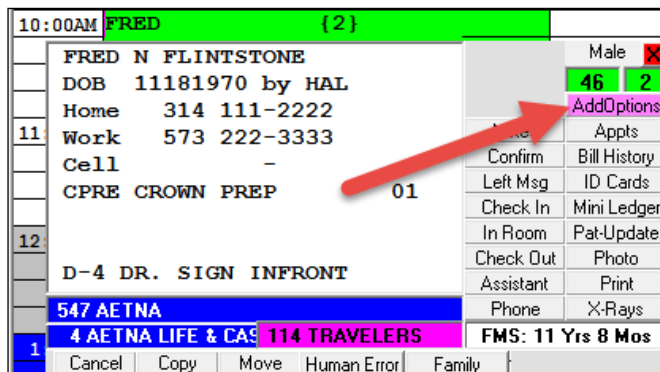 10:00AM FRED {2}
FRED N FLINTSTONE
DOB 11181970 by HAL
Home 314 111-2222
Work 573 222-3333
Cell -
CPRE CROWN PREP 01
D-4 DR. SIGN INFRONT
547 AETNA
4 AETNA LIFE & CAS 114 TRAVELERS
Male X
46 2
AddOptions
Appts
Confirm Bill History
Left Msg ID Cards
Check In Mini Ledger
In Room Pat-Update
Check Out Photo
Assistant Print
Phone X-Rays
FMS: 11 Yrs 8 Mos
Cancel Copy Move Human Error Family
11:
12:
1